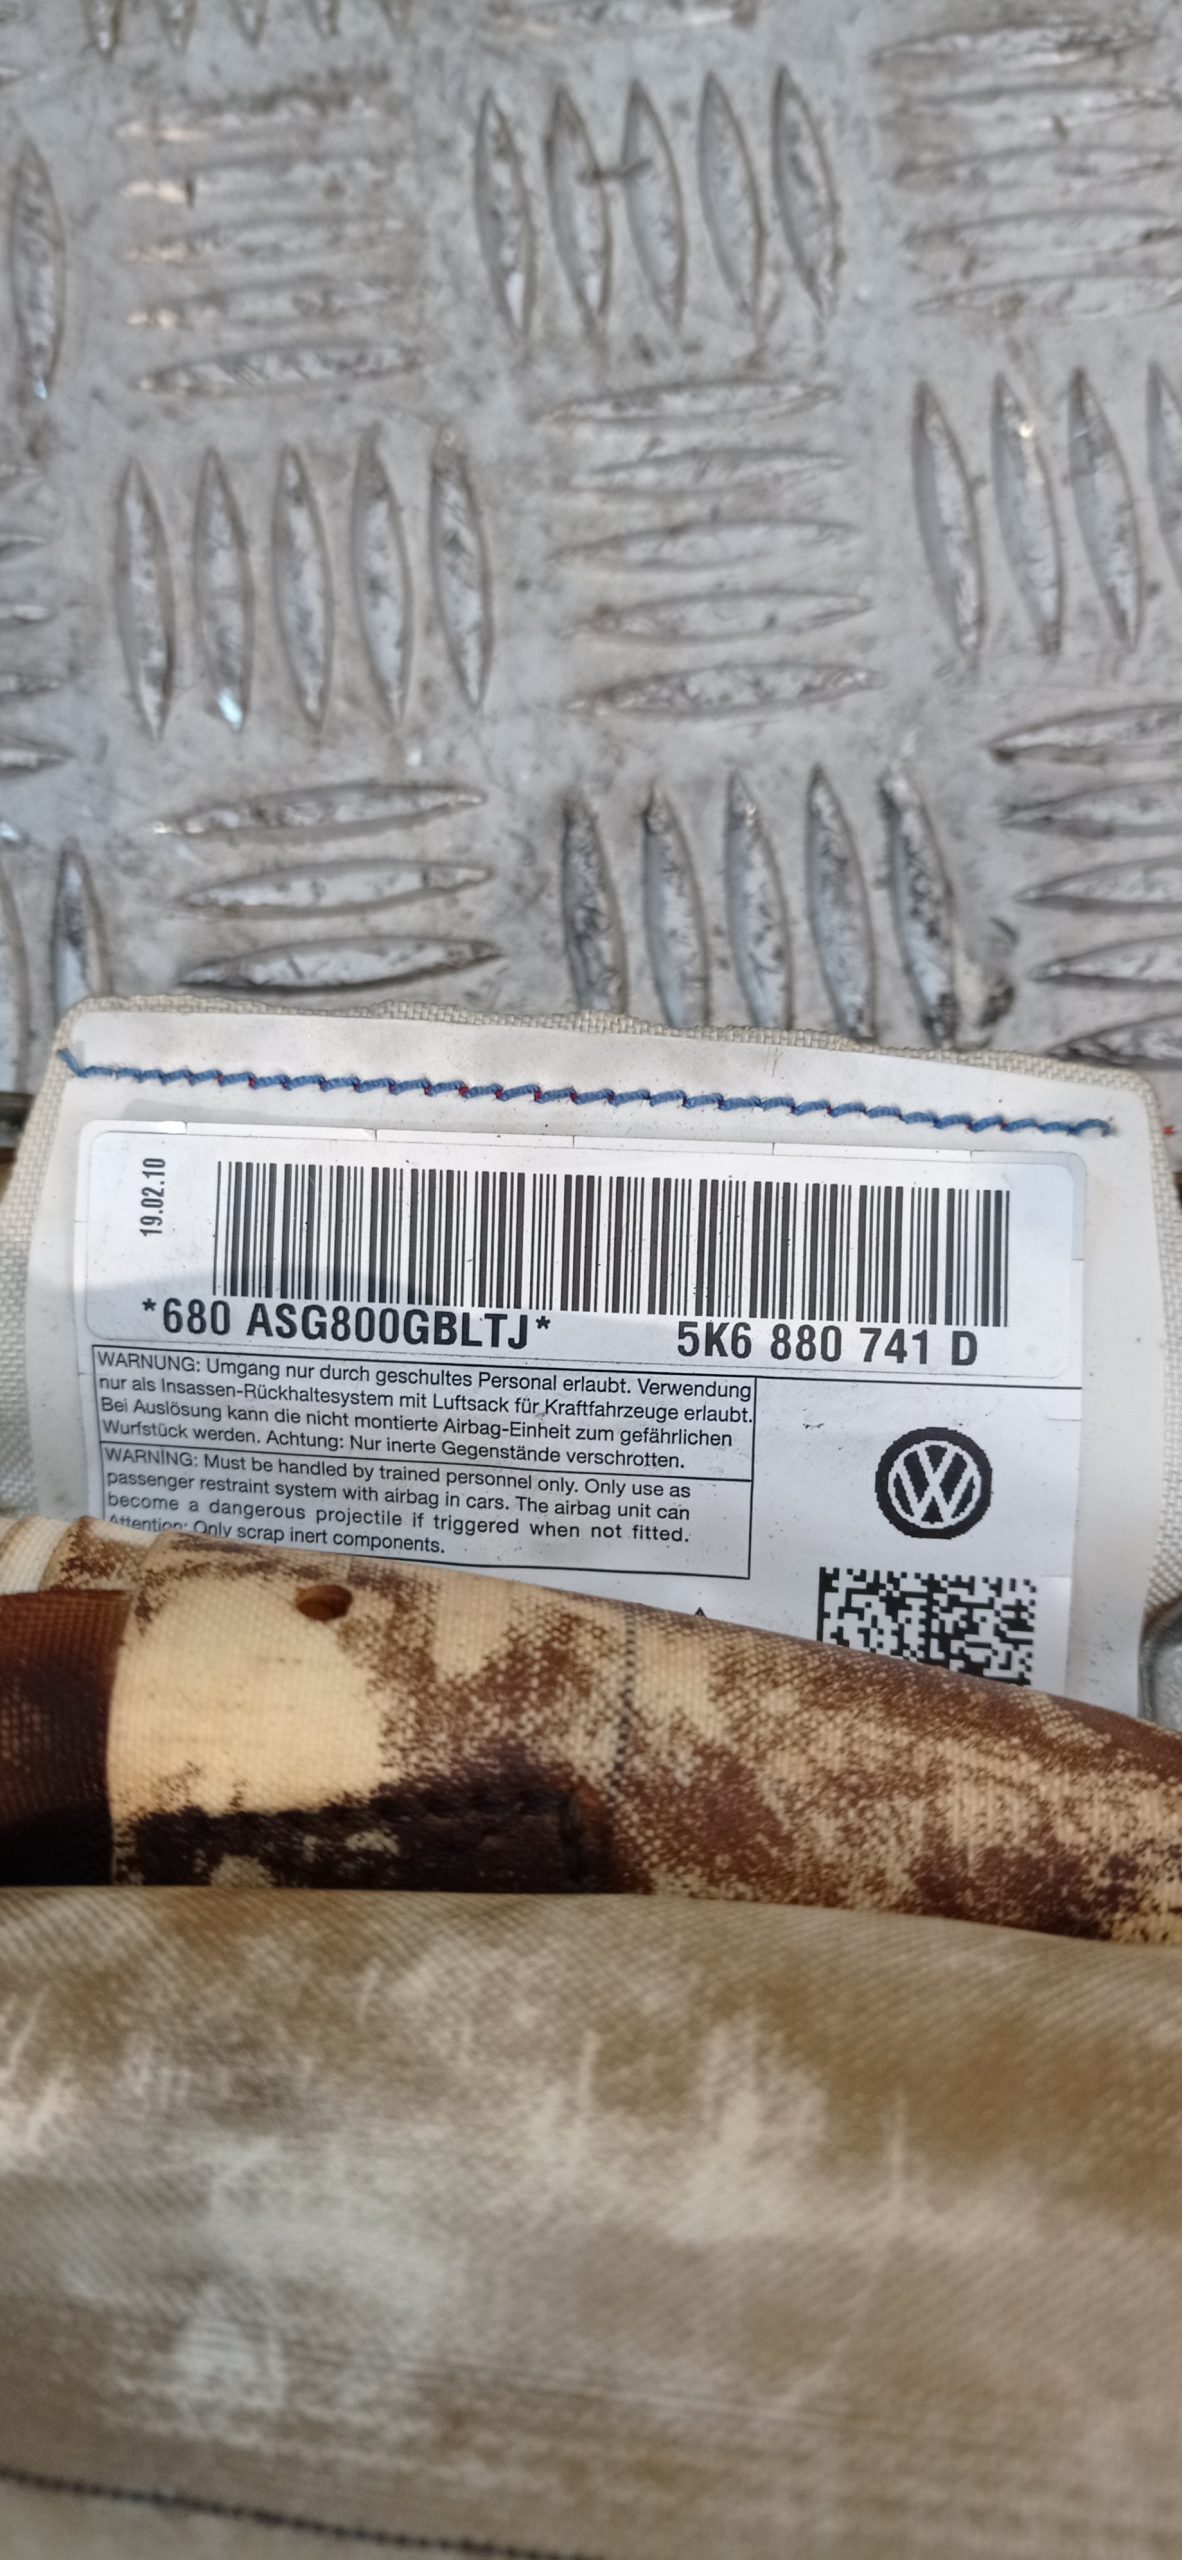 19.02.10
*680 ASG800GBLTJ* 5K6 880 741 D
WARNUNG: Umgang nur durch geschultes Personal erlaubt. Verwendung
nur als Insassen-Rückhaltesystem mit Luftsack für Kraftfahrzeuge erlaubt.
Bei Auslösung kann die nicht montierte Airbag-Einheit zum gefährlichen
Wurfstück werden. Achtung: Nur inerte Gegenstände verschrotten.
WARNING: Must be handled by trained personnel only. Only use as
passenger restraint system with airbag in cars. The airbag unit can
become a dangerous projectile if triggered when not fitted.
Attention: Only scrap inert components.